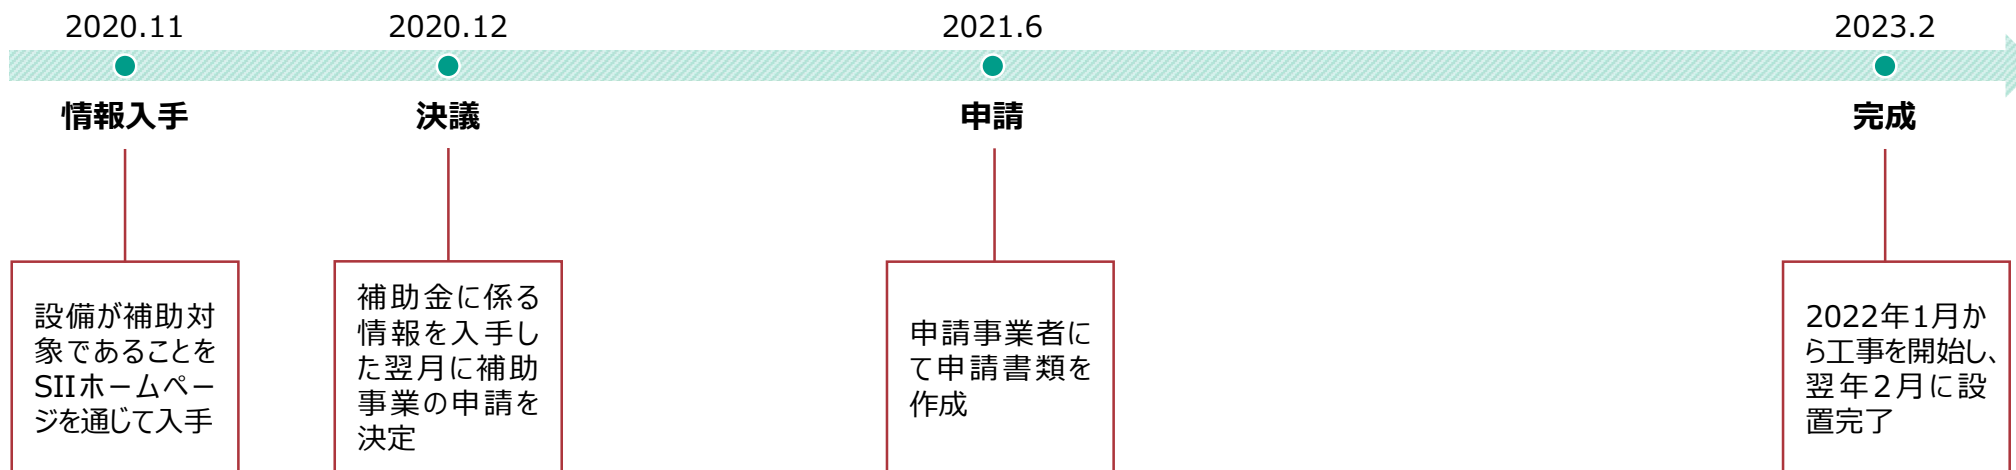 2020.11
2020.12
2021.6
2023.2
情報入手
決議
申請
完成
設備が補助対
象であることを
SIIホームペー
ジを通じて入手
補助金に係る
情報を入手し
た翌月に補助
事業の申請を
決定
申請事業者に
て申請書類を
作成
2022年1月か
ら工事を開始し、
翌年2月に設
置完了